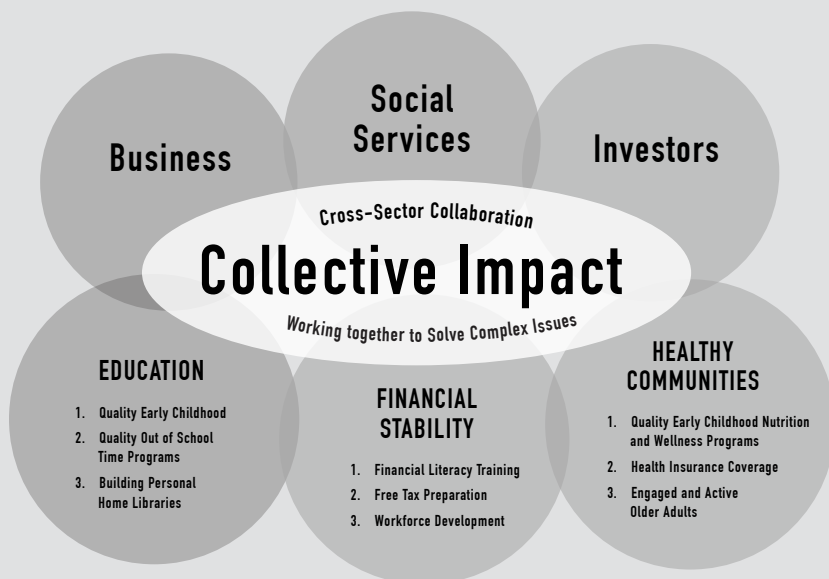 Business
Social
Services
Investors
Cross-Sector Collaboration
Collective Impact
Working together to Solve Complex Issues
EDUCATION
1. Quality Early Childhood
2. Quality Out of School
Time Programs
3. Building Personal
Home Libraries
FINANCIAL
STABILITY
1. Financial Literacy Training
2. Free Tax Preparation
3. Workforce Development
HEALTHY
COMMUNITIES
1. Quality Early Childhood Nutrition
and Wellness Programs
2. Health Insurance Coverage
3. Engaged and Active
Older Adults